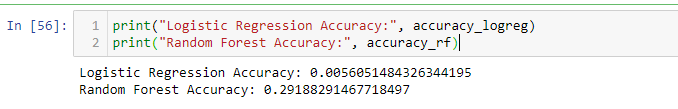 In [56]:
1 print("Logistic Regression Accuracy:", accuracy_logreg)
2 print("Random Forest Accuracy:", accuracy_rf)
Logistic Regression Accuracy: 0.0056051484326344195
Random Forest Accuracy: 0.29188291467718497